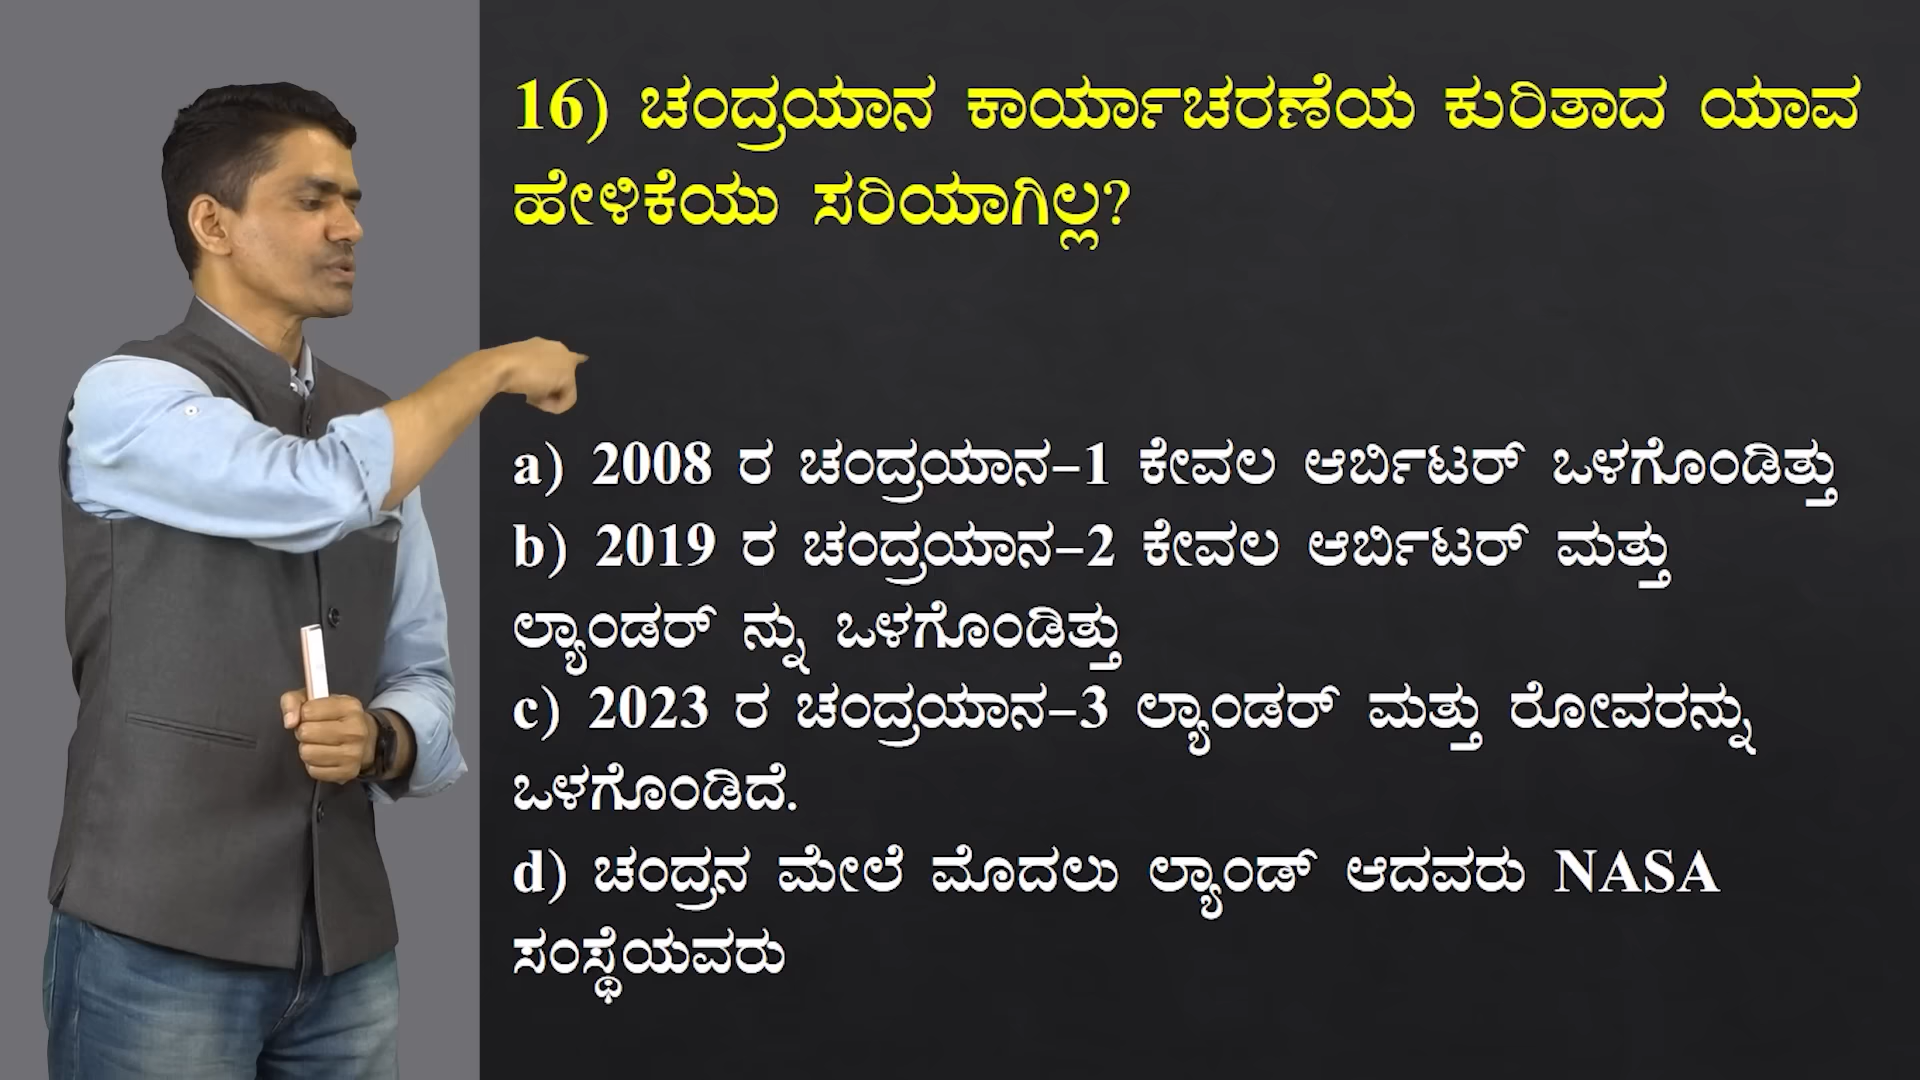 16) ಚಂದ್ರಯಾನ ಕಾರ್ಯಾಚರಣೆಯ ಕುರಿತಾದ ಯಾವ
ಹೇಳಿಕೆಯು ಸರಿಯಾಗಿಲ್ಲ?
a) 2008 ರ ಚಂದ್ರಯಾನ-1 ಕೇವಲ ಆರ್ಬಿಟರ್ ಒಳಗೊಂಡಿತ್ತು
b) 2019 ರ ಚಂದ್ರಯಾನ-2 ಕೇವಲ ಆರ್ಬಿಟರ್ ಮತ್ತು
ಲ್ಯಾಂಡರ್ ನ್ನು ಒಳಗೊಂಡಿತ್ತು
c) 2023 ರ ಚಂದ್ರಯಾನ-3 ಲ್ಯಾಂಡರ್ ಮತ್ತು ರೋವರನ್ನು
ಒಳಗೊಂಡಿದೆ.
d) ಚಂದ್ರನ ಮೇಲೆ ಮೊದಲು ಲ್ಯಾಂಡ್ ಆದವರು NASA
ಸಂಸ್ಥೆಯವರು